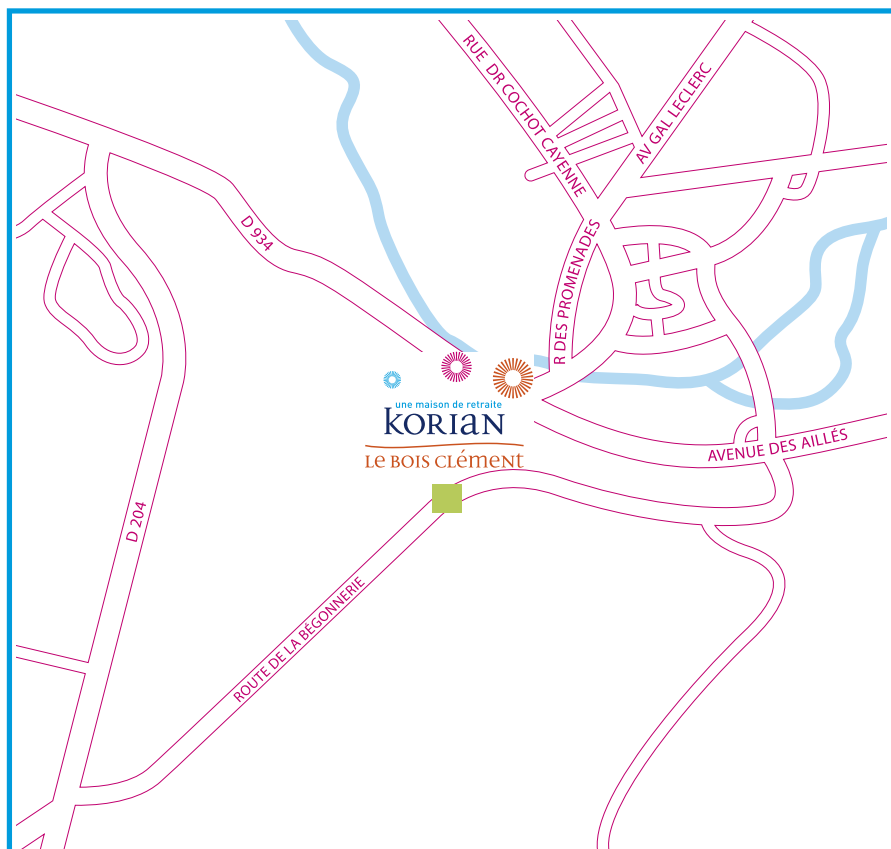 RUE DR COCHOT CAYENNE
AV GAL LECLERC
D 934
R DES PROMENADES
une maison de retraite
KORIAN
LE BOIS CLÉMENT
AVENUE DES AILLÉS
D 204
ROUTE DE LA BÉGONNERIE